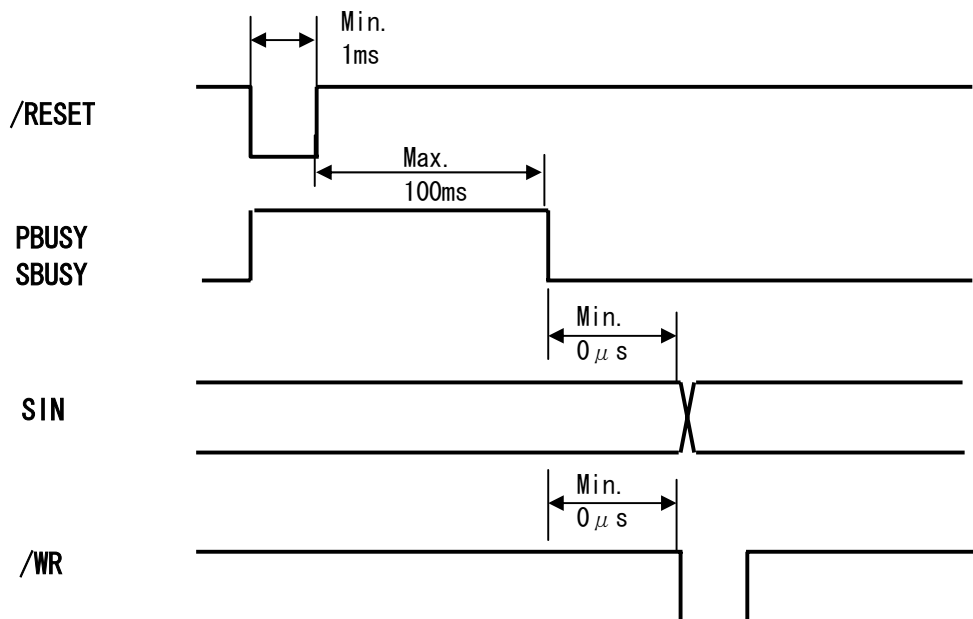 Min.
1ms
/RESET
Max.
100ms
PBUSY
SBUSY
Min.
0μs
SIN
Min.
0μs
/WR